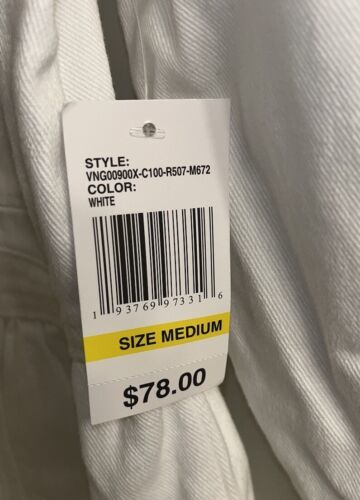 STYLE:
VNG00900X-C100-R507-M672
COLOR:
WHITE
1 93769 97331 6
SIZE MEDIUM
$78.00